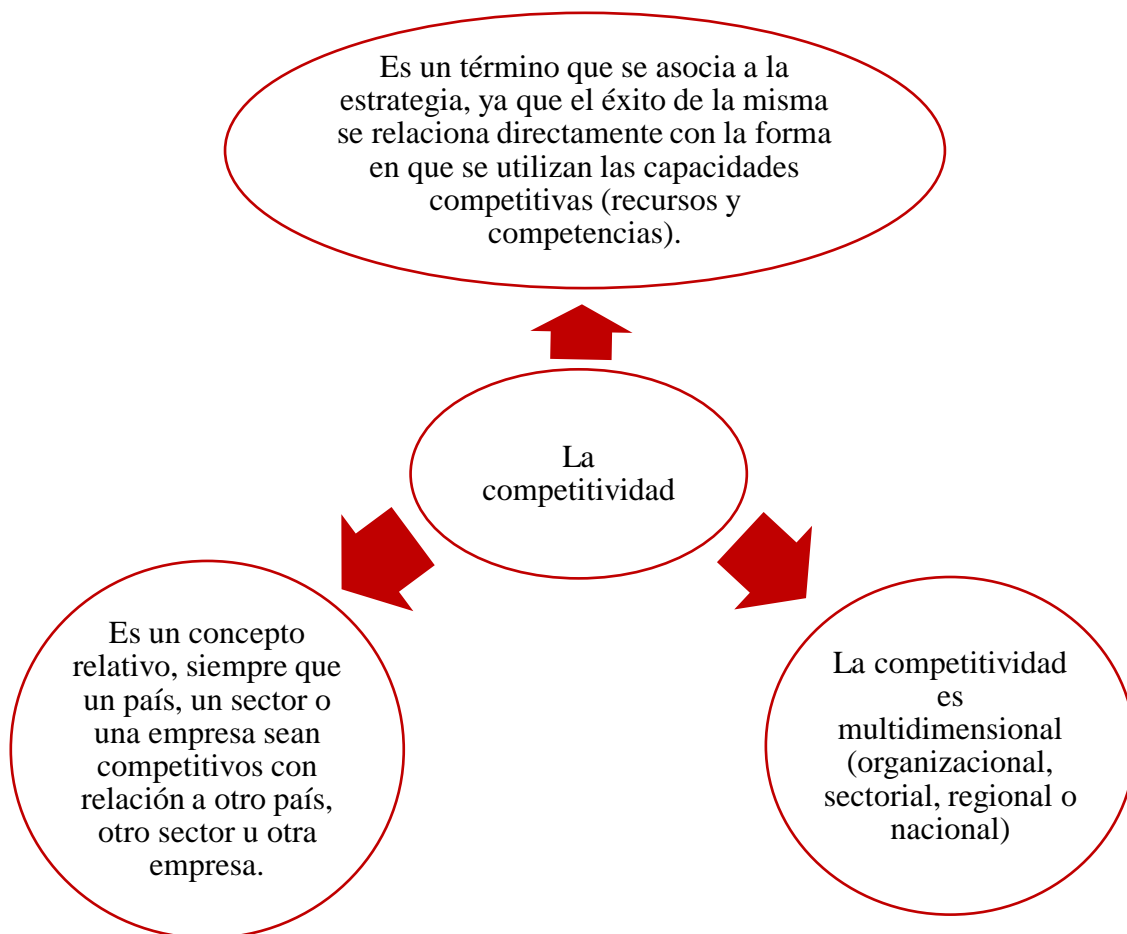 Es un término que se asocia a la
estrategia, ya que el éxito de la misma
se relaciona directamente con la forma
en que se utilizan las capacidades
competitivas (recursos y
competencias).
La
competitividad
Es un concepto
relativo, siempre que
un país, un sector o
una empresa sean
competitivos con
relación a otro país,
otro sector u otra
empresa.
La competitividad
es
multidimensional
(organizacional,
sectorial, regional o
nacional)